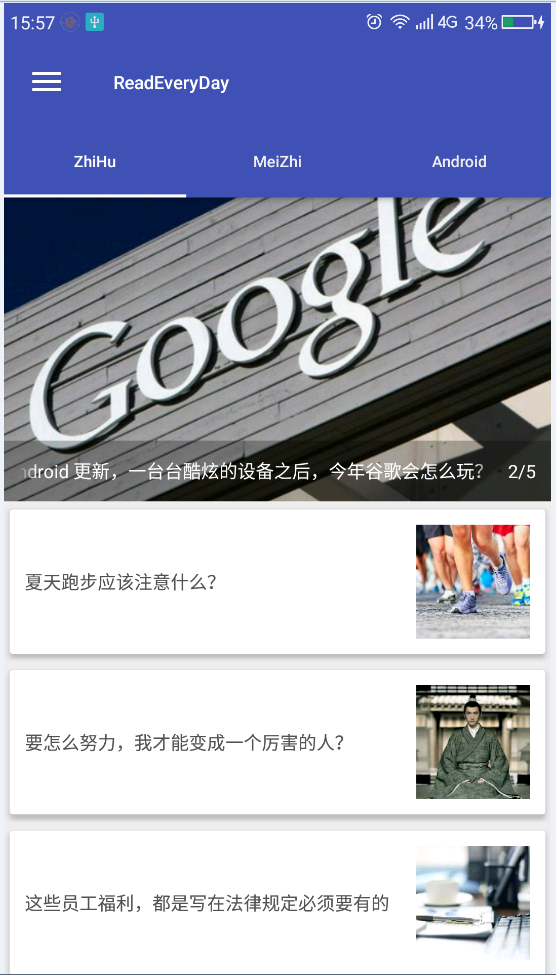 15:57
4G 34%
ReadEveryDay
ZhiHu MeiZhi Android
Google
ndroid 更新，一台台酷炫的设备之后，今年谷歌会怎么玩？ 2/5
夏天跑步应该注意什么？
要怎么努力，我才能变成一个厉害的人？
这些员工福利，都是写在法律规定必须要有的